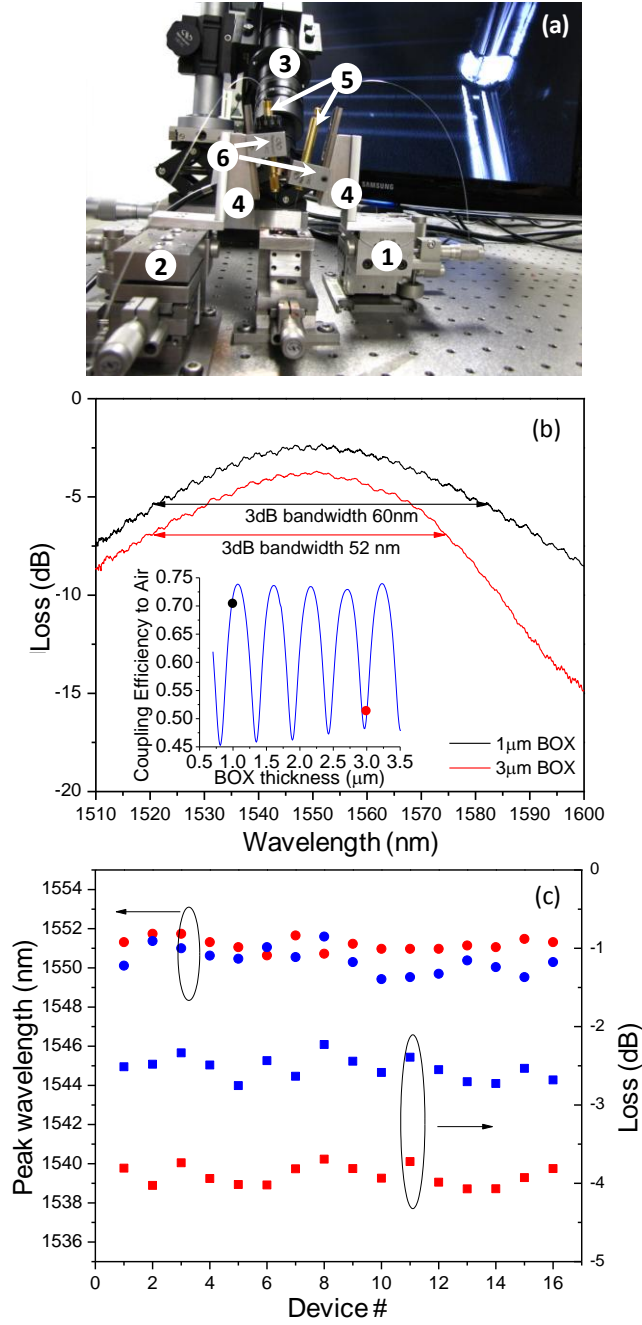 (a)
3
5
6
4
4
1
2
SAMSUNG
0
(b)
-5
3dB bandwidth 60nm
3dB bandwidth 52 nm
Loss (dB)
-10
-15
-20
Coupling Efficiency to Air
0.75
0.70
0.65
0.60
0.55
0.50
0.45
0.5 1.0 1.5 2.0 2.5 3.0 3.5
BOX thickness (μm)
1μm BOX
3μm BOX
1510 1520 1530 1540 1550 1560 1570 1580 1590 1600
Wavelength (nm)
(c)
Peak wavelength (nm)
1554
1552
1550
1548
1546
1544
1542
1540
1538
1536
0
-1
-2
-3
-4
-5
Loss (dB)
0 2 4 6 8 10 12 14 16
Device #